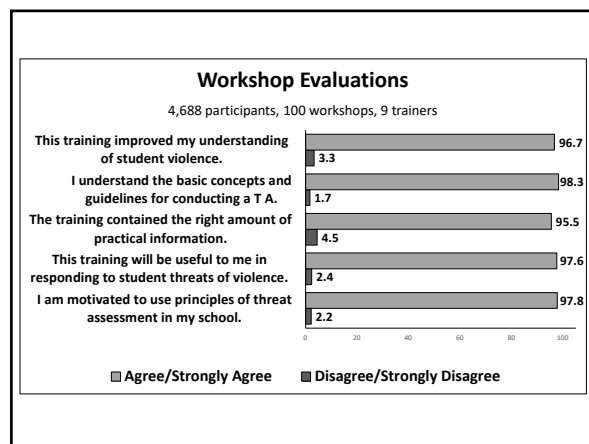 Workshop Evaluations
4,688 participants, 100 workshops, 9 trainers
This training improved my understanding
of student violence.
96.7
3.3
I understand the basic concepts and
guidelines for conducting a T A.
98.3
1.7
The training contained the right amount of
practical information.
95.5
4.5
This training will be useful to me in
responding to student threats of violence.
97.6
2.4
I am motivated to use principles of threat
assessment in my school.
97.8
2.2
0 20 40 60 80 100
Agree/Strongly Agree Disagree/Strongly Disagree